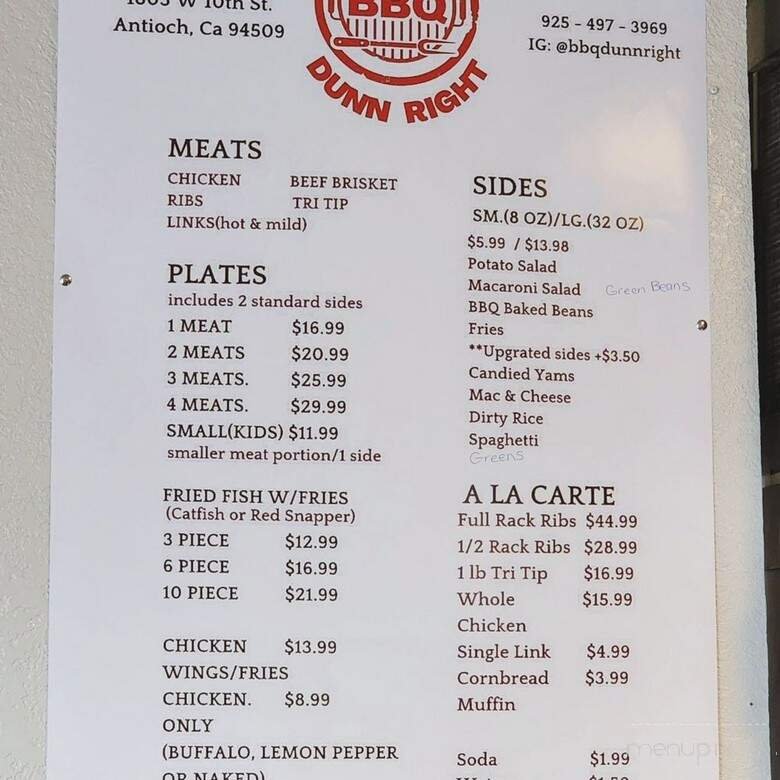 1805 W 10th St.
Antioch, Ca 94509
BBQ
DUNN RIGHT
925 - 497 - 3969
IG: @bbqdunnright
MEATS
CHICKEN BEEF BRISKET
RIBS TRI TIP
LINKS(hot & mild)
PLATES
includes 2 standard sides
1 MEAT $16.99
2 MEATS $20.99
3 MEATS. $25.99
4 MEATS. $29.99
SMALL(KIDS) $11.99
smaller meat portion/1 side
FRIED FISH W/FRIES
(Catfish or Red Snapper)
3 PIECE $12.99
6 PIECE $16.99
10 PIECE $21.99
CHICKEN $13.99
WINGS/FRIES
CHICKEN. $8.99
ONLY
(BUFFALO, LEMON PEPPER
OR NAKED)
SIDES
SM.(8 OZ)/LG.(32 OZ)
$5.99 / $13.98
Potato Salad
Macaroni Salad Green Beans
BBQ Baked Beans
Fries
**Upgrated sides +$3.50
Candied Yams
Mac & Cheese
Dirty Rice
Spaghetti
Greens
A LA CARTE
Full Rack Ribs $44.99
1/2 Rack Ribs $28.99
1 lb Tri Tip $16.99
Whole $15.99
Chicken
Single Link $4.99
Cornbread $3.99
Muffin
Soda $1.99